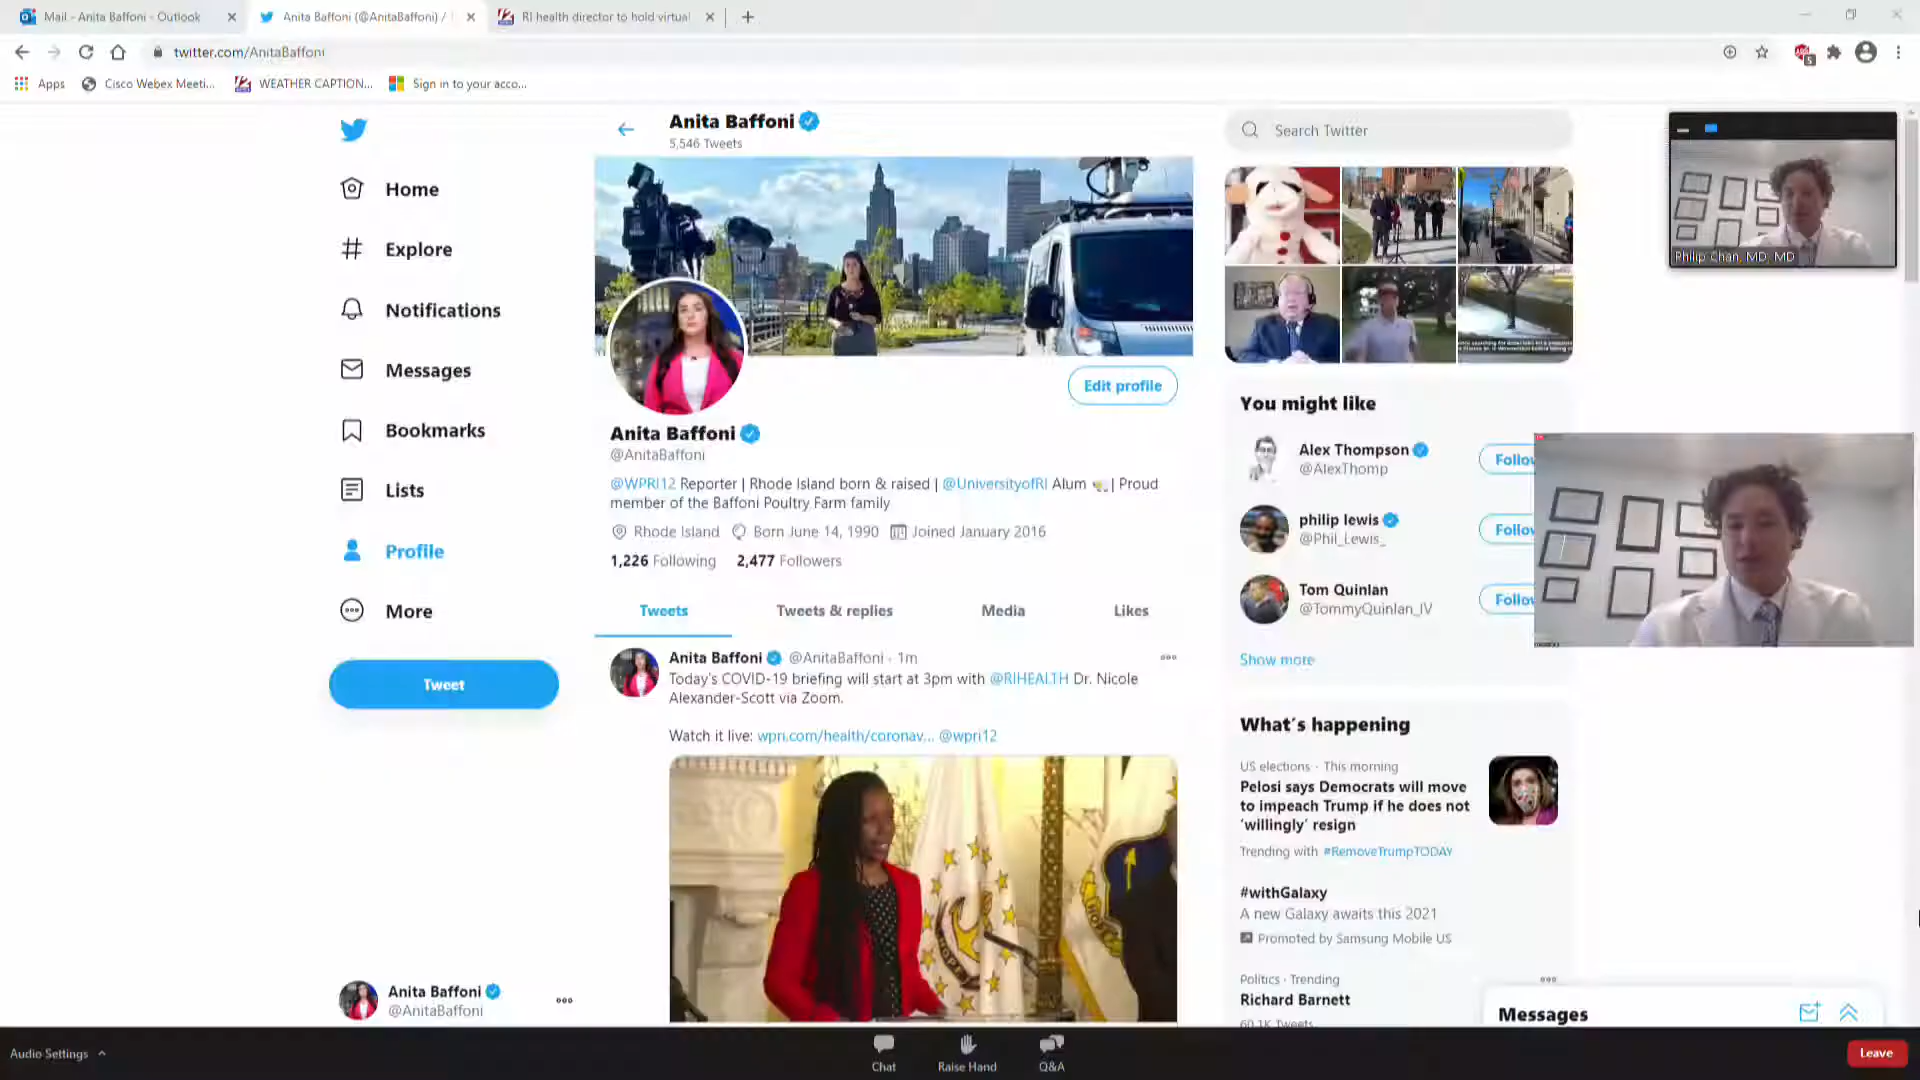 Mail - Anita Baffoni - Outlook
Anita Baffoni (@AnitaBaffoni) /
RI health director to hold virtual
twitter.com/AnitaBaffoni
Apps
Cisco Webex Meeti...
WEATHER CAPTION...
Sign in to your acco...
Anita Baffoni
5,546 Tweets
Search Twitter
Home
Explore
Notifications
Messages
Bookmarks
Lists
Profile
More
Tweet
Anita Baffoni
@AnitaBaffoni
Edit profile
Anita Baffoni
@AnitaBaffoni
@WPRI12 Reporter | Rhode Island born & raised | @UniversityofRI Alum | Proud
member of the Baffoni Poultry Farm family
Rhode Island Born June 14, 1990 Joined January 2016
1,226 Following 2,477 Followers
Tweets
Tweets & replies
Media
Likes
Anita Baffoni @AnitaBaffoni · 1m
Today's COVID-19 briefing will start at 3pm with @RIHEALTH Dr. Nicole
Alexander-Scott via Zoom.
Watch it live: wpri.com/health/coronav... @wpri12
You might like
Alex Thompson
@AlexThomp
Follow
philip lewis
@Phil_Lewis_
Follow
Tom Quinlan
@TommyQuinlan_IV
Follow
Show more
What's happening
US elections · This morning
Pelosi says Democrats will move
to impeach Trump if he does not
'willingly' resign
Trending with #RemoveTrumpTODAY
#withGalaxy
A new Galaxy awaits this 2021
Promoted by Samsung Mobile US
Politics · Trending
Richard Barnett
60.1K Tweets
Messages
Philip Chan, MD, MD
Audio Settings
Chat
Raise Hand
Q&A
Leave